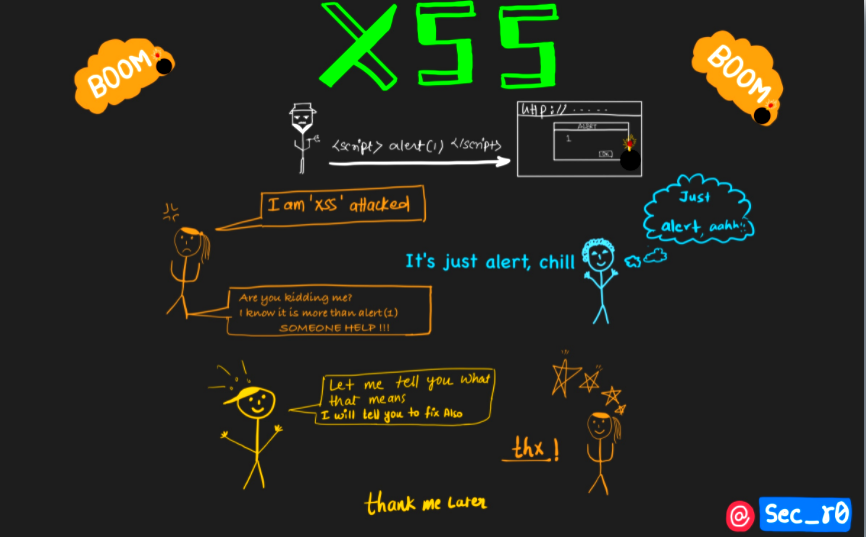 XSS
BOOM
BOOM
http://.....
ALERT
1
[OK]
<script> alert(1) </script>
I am 'XSS' attacked
Just
alert, aahh!!
It's just alert, chill
Are you kidding me?
I know it is more than alert(1)
SOMEONE HELP !!!
Let me tell you what
that means
I will tell you to fix Also
thx!
thank me Later
@ Sec_r0